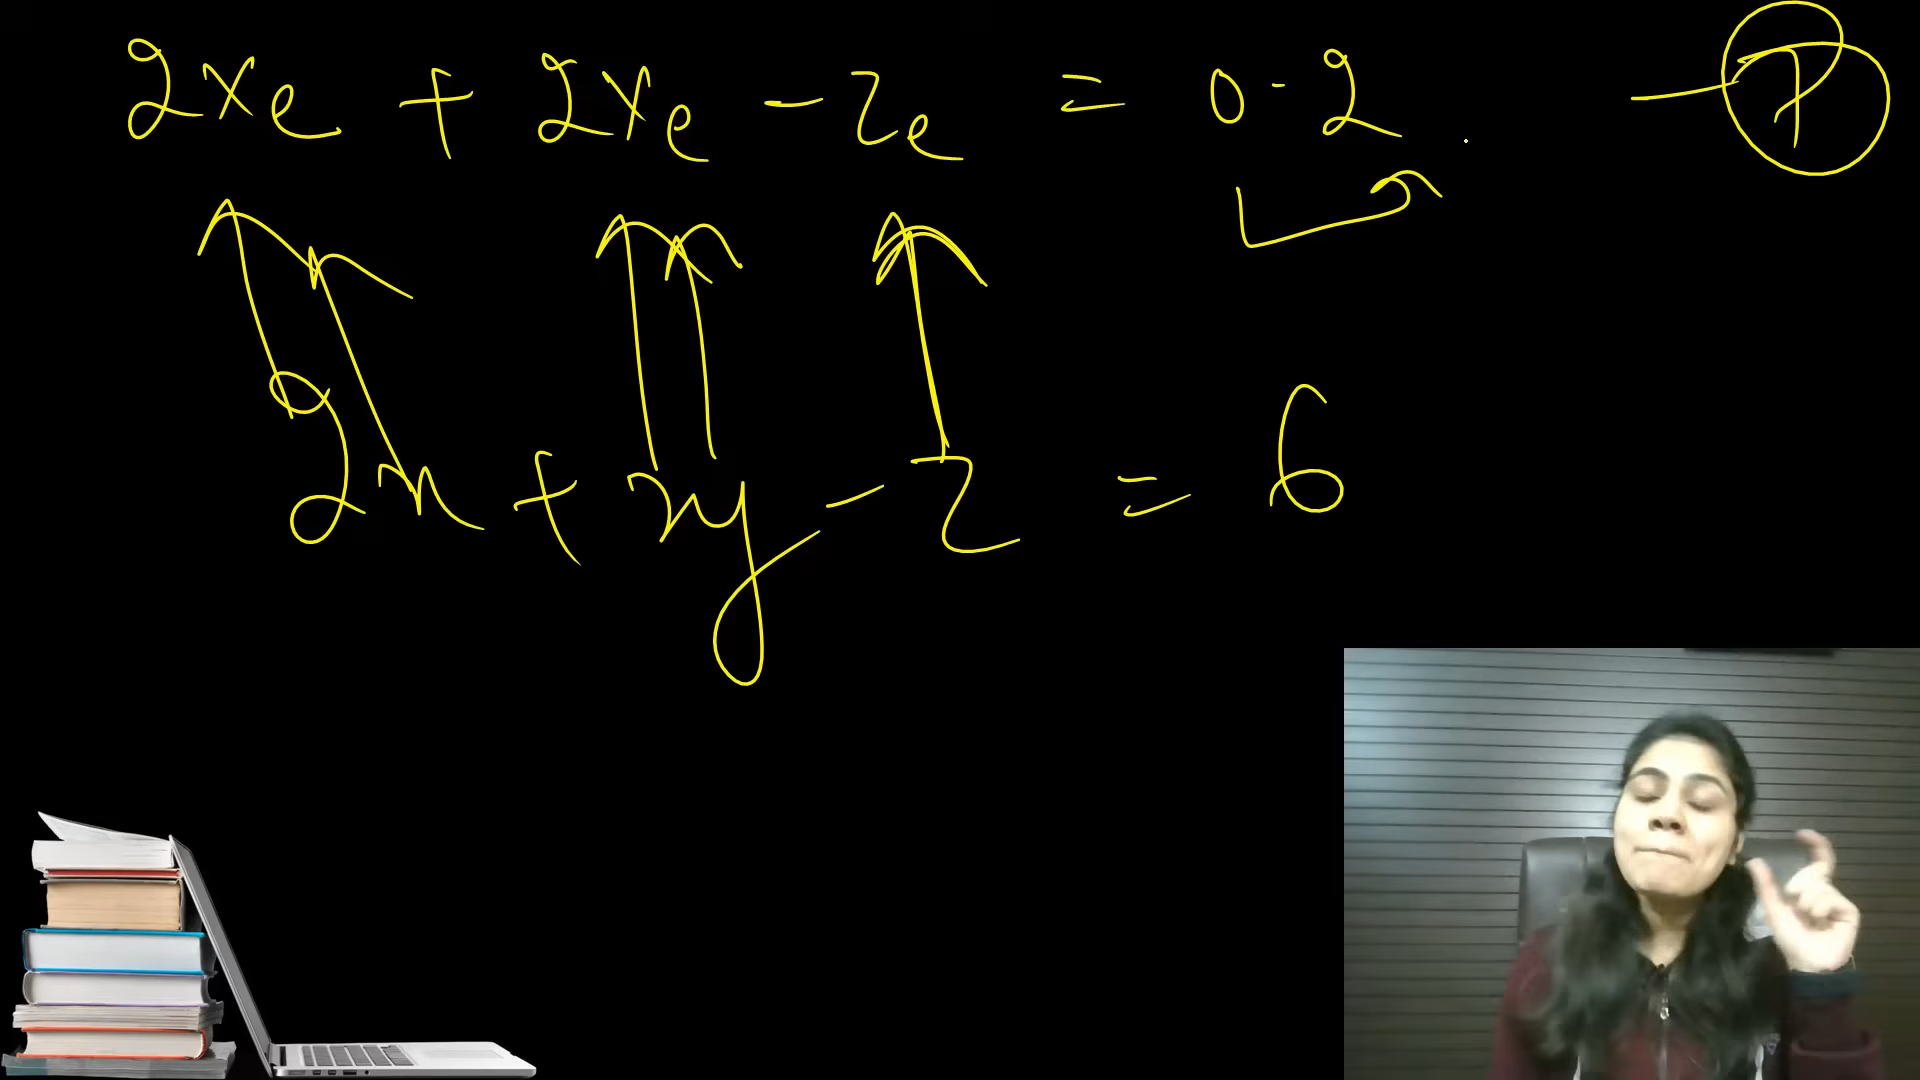 2xe + 2Ye - ze = 0.2 - P
2x + 2y - z = 6